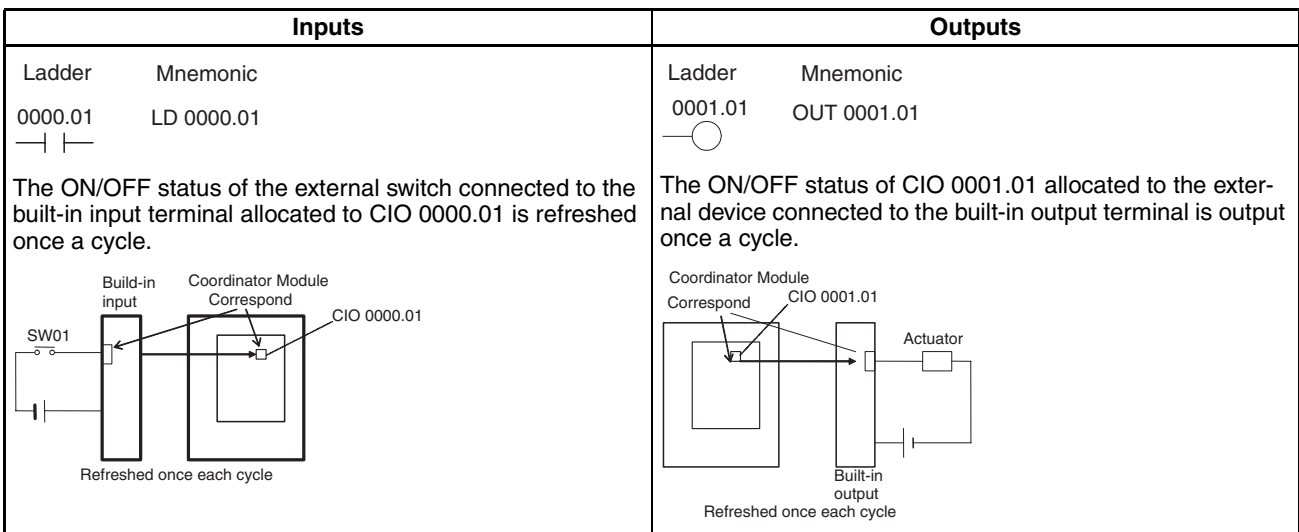 Inputs
Outputs
Ladder Mnemonic
0000.01 LD 0000.01
The ON/OFF status of the external switch connected to the
built-in input terminal allocated to CIO 0000.01 is refreshed
once a cycle.
Build-in
input
Coordinator Module
Correspond
CIO 0000.01
SW01
Refreshed once each cycle
Ladder Mnemonic
0001.01 OUT 0001.01
The ON/OFF status of CIO 0001.01 allocated to the exter-
nal device connected to the built-in output terminal is output
once a cycle.
Coordinator Module
Correspond
CIO 0001.01
Actuator
Built-in
output
Refreshed once each cycle